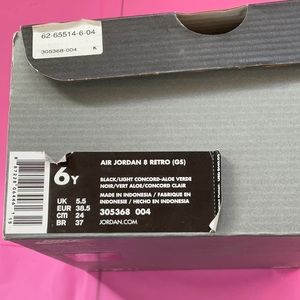 62-65514-6-04
305368-004 K
6Y
AIR JORDAN 8 RETRO (GS)
BLACK/LIGHT CONCORD-ALOE VERDE
NOIR/VERT ALOE/CONCORD CLAIR
MADE IN INDONESIA / FABRIQUE EN
INDONESIE / HECHO EN INDONESIA
UK 5.5
EUR 38.5
CM 24
BR 37
305368 004
JORDAN.COM